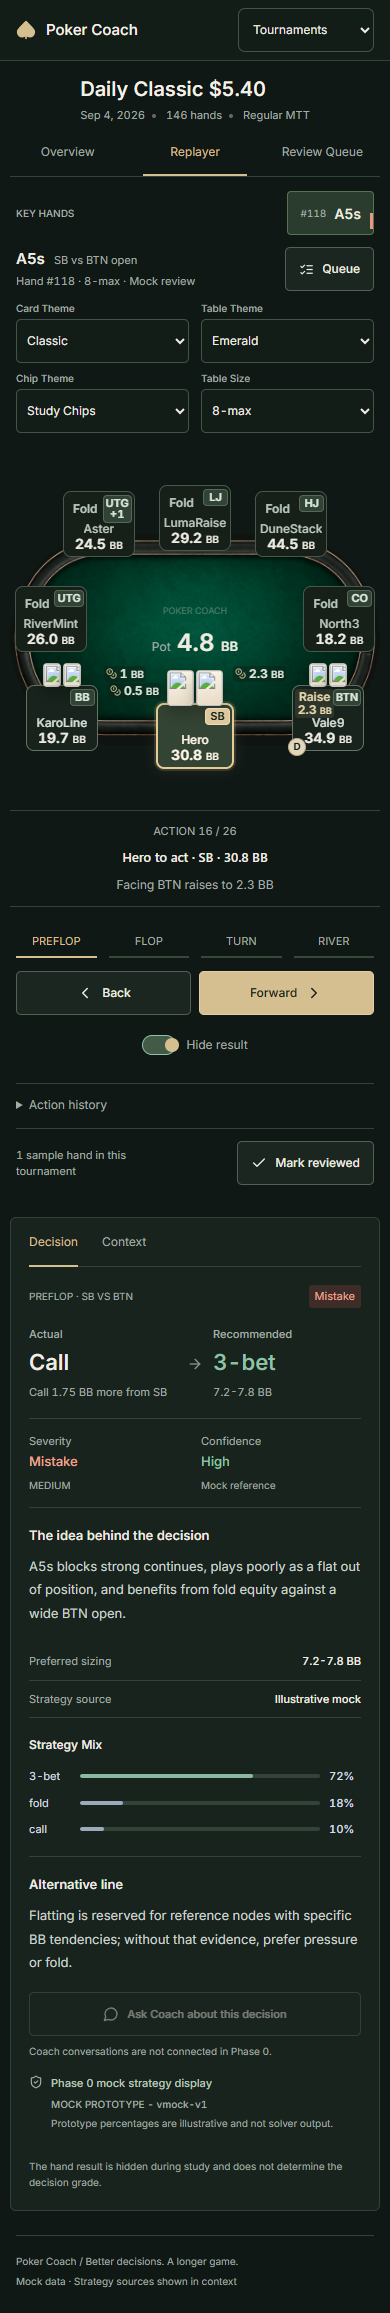 Poker Coach
Tournaments
Daily Classic $5.40
Sep 4, 2026 • 146 hands • Regular MTT
Overview
Replayer
Review Queue
KEY HANDS
#118 A5s
A5s SB vs BTN open
Hand #118 · 8-max · Mock review
Queue
Card Theme
Table Theme
Classic
Emerald
Chip Theme
Table Size
Study Chips
8-max
Fold UTG+1
Aster
24.5 BB
Fold LJ
LumaRaise
29.2 BB
Fold HJ
DuneStack
44.5 BB
Fold UTG
RiverMint
26.0 BB
POKER COACH
Pot 4.8 BB
Fold CO
North3
18.2 BB
1 BB
0.5 BB
2.3 BB
BB
KaroLine
19.7 BB
SB
Hero
30.8 BB
Raise BTN
2.3 BB
Vale9
34.9 BB
D
ACTION 16 / 26
Hero to act · SB · 30.8 BB
Facing BTN raises to 2.3 BB
PREFLOP
FLOP
TURN
RIVER
Back
Forward
Hide result
Action history
1 sample hand in this
tournament
Mark reviewed
Decision
Context
PREFLOP · SB VS BTN
Mistake
Actual
Recommended
Call
→
3-bet
Call 1.75 BB more from SB
7.2-7.8 BB
Severity
Confidence
Mistake
High
MEDIUM
Mock reference
The idea behind the decision
A5s blocks strong continues, plays poorly as a flat out
of position, and benefits from fold equity against a
wide BTN open.
Preferred sizing
7.2-7.8 BB
Strategy source
Illustrative mock
Strategy Mix
3-bet 72%
fold 18%
call 10%
Alternative line
Flatting is reserved for reference nodes with specific
BB tendencies; without that evidence, prefer pressure
or fold.
Ask Coach about this decision
Coach conversations are not connected in Phase 0.
Phase 0 mock strategy display
MOCK PROTOTYPE - vmock-v1
Prototype percentages are illustrative and not solver output.
The hand result is hidden during study and does not determine the
decision grade.
Poker Coach / Better decisions. A longer game.
Mock data · Strategy sources shown in context